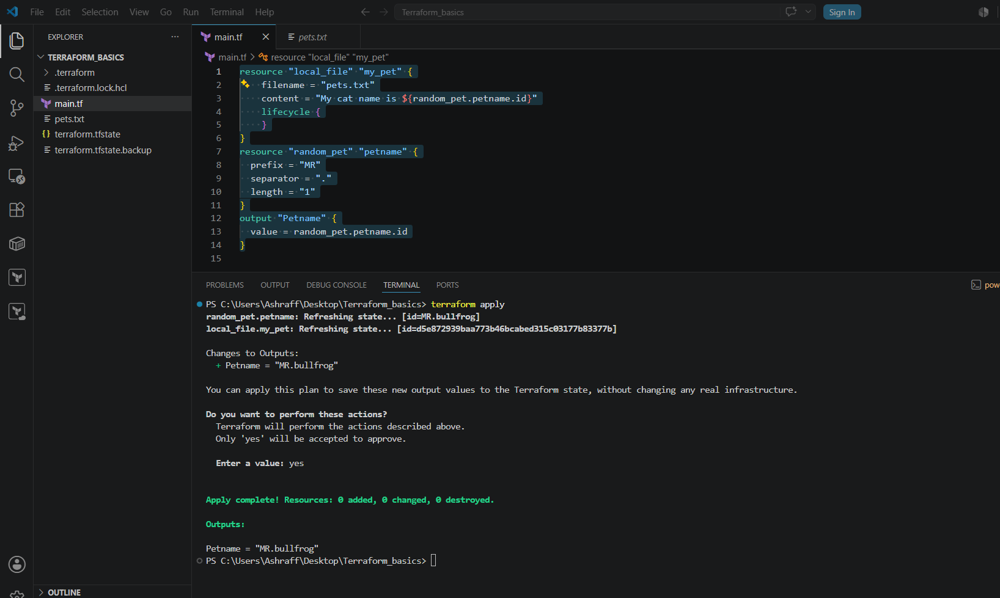 File Edit Selection View Go Run Terminal Help
Terraform_basics
Sign In
EXPLORER
TERRAFORM_BASICS
.terraform
.terraform.lock.hcl
main.tf
pets.txt
terraform.tfstate
terraform.tfstate.backup
OUTLINE
main.tf
pets.txt
main.tf > resource "local_file" "my_pet"
1 resource "local_file" "my_pet" {
2 filename = "pets.txt"
3 content = "My cat name is ${random_pet.petname.id}"
4 lifecycle {
5 }
6 }
7 resource "random_pet" "petname" {
8 prefix = "MR"
9 separator = "."
10 length = "1"
11 }
12 output "Petname" {
13 value = random_pet.petname.id
14 }
15
PROBLEMS OUTPUT DEBUG CONSOLE TERMINAL PORTS
pow
PS C:\Users\Ashraff\Desktop\Terraform_basics> terraform apply
random_pet.petname: Refreshing state... [id=MR.bullfrog]
local_file.my_pet: Refreshing state... [id=d5e872939baa773b46bcabed315c03177b83377b]
Changes to Outputs:
+ Petname = "MR.bullfrog"
You can apply this plan to save these new output values to the Terraform state, without changing any real infrastructure.
Do you want to perform these actions?
Terraform will perform the actions described above.
Only 'yes' will be accepted to approve.
Enter a value: yes
Apply complete! Resources: 0 added, 0 changed, 0 destroyed.
Outputs:
Petname = "MR.bullfrog"
PS C:\Users\Ashraff\Desktop\Terraform_basics>